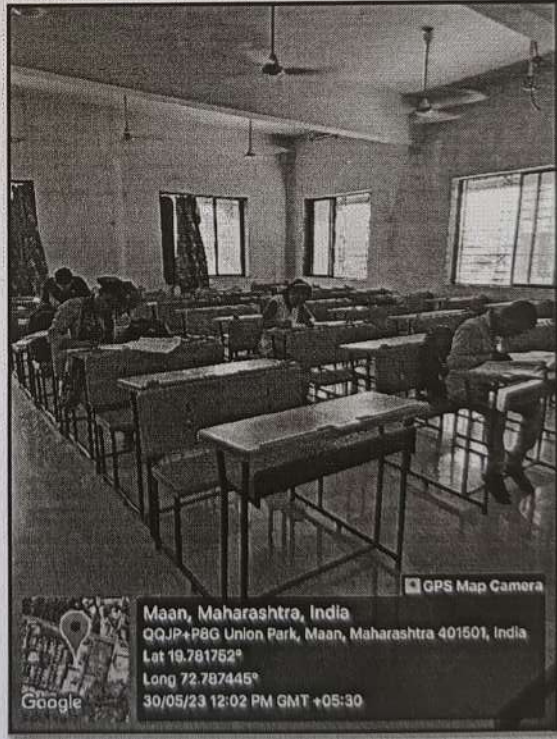 GPS Map Camera
Maan, Maharashtra, India
QQJP+P8G Union Park, Maan, Maharashtra 401501, India
Lat 19.781752°
Long 72.787445°
30/05/23 12:02 PM GMT +05:30
Google